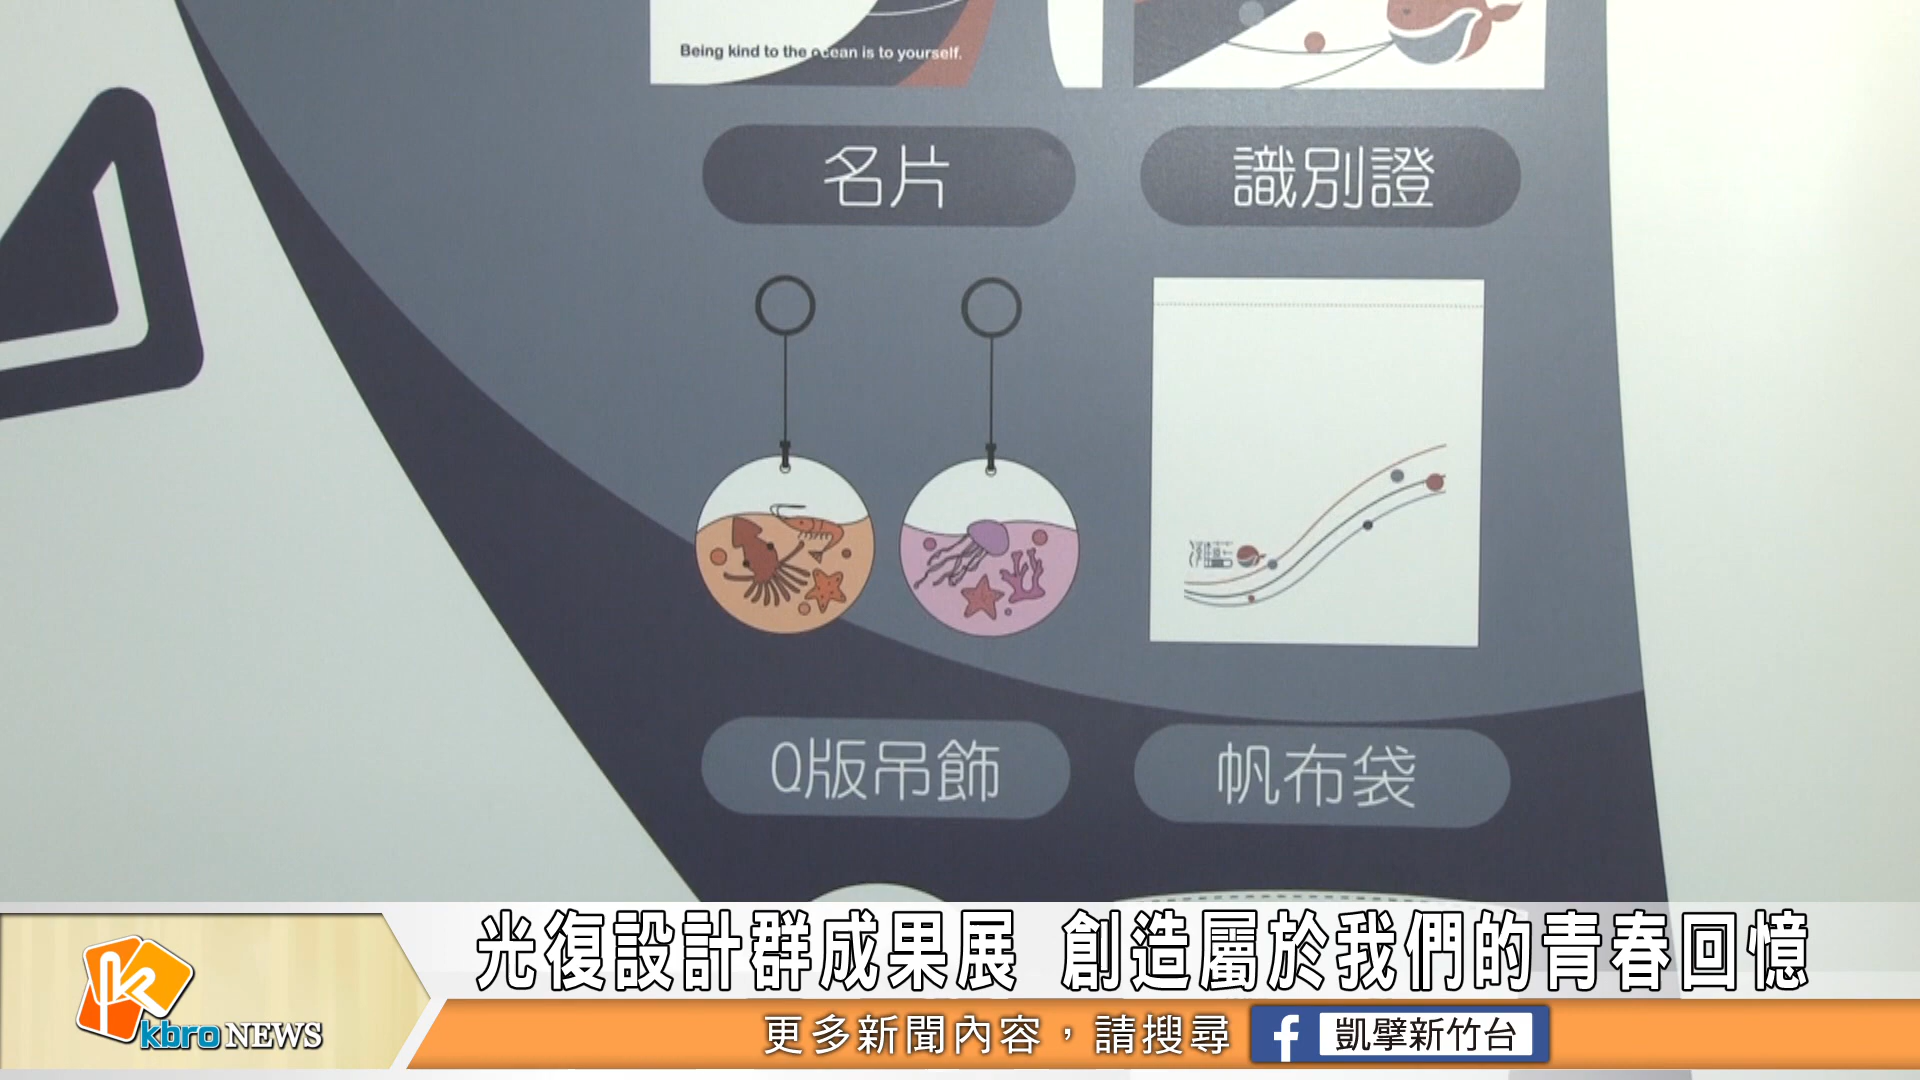 Being kind to the ocean is to yourself.
名片
識別證
Q版吊飾
帆布袋
光復設計群成果展 創造屬於我們的青春回憶
kbro NEWS
更多新聞內容，請搜尋 f 凱擘新竹台